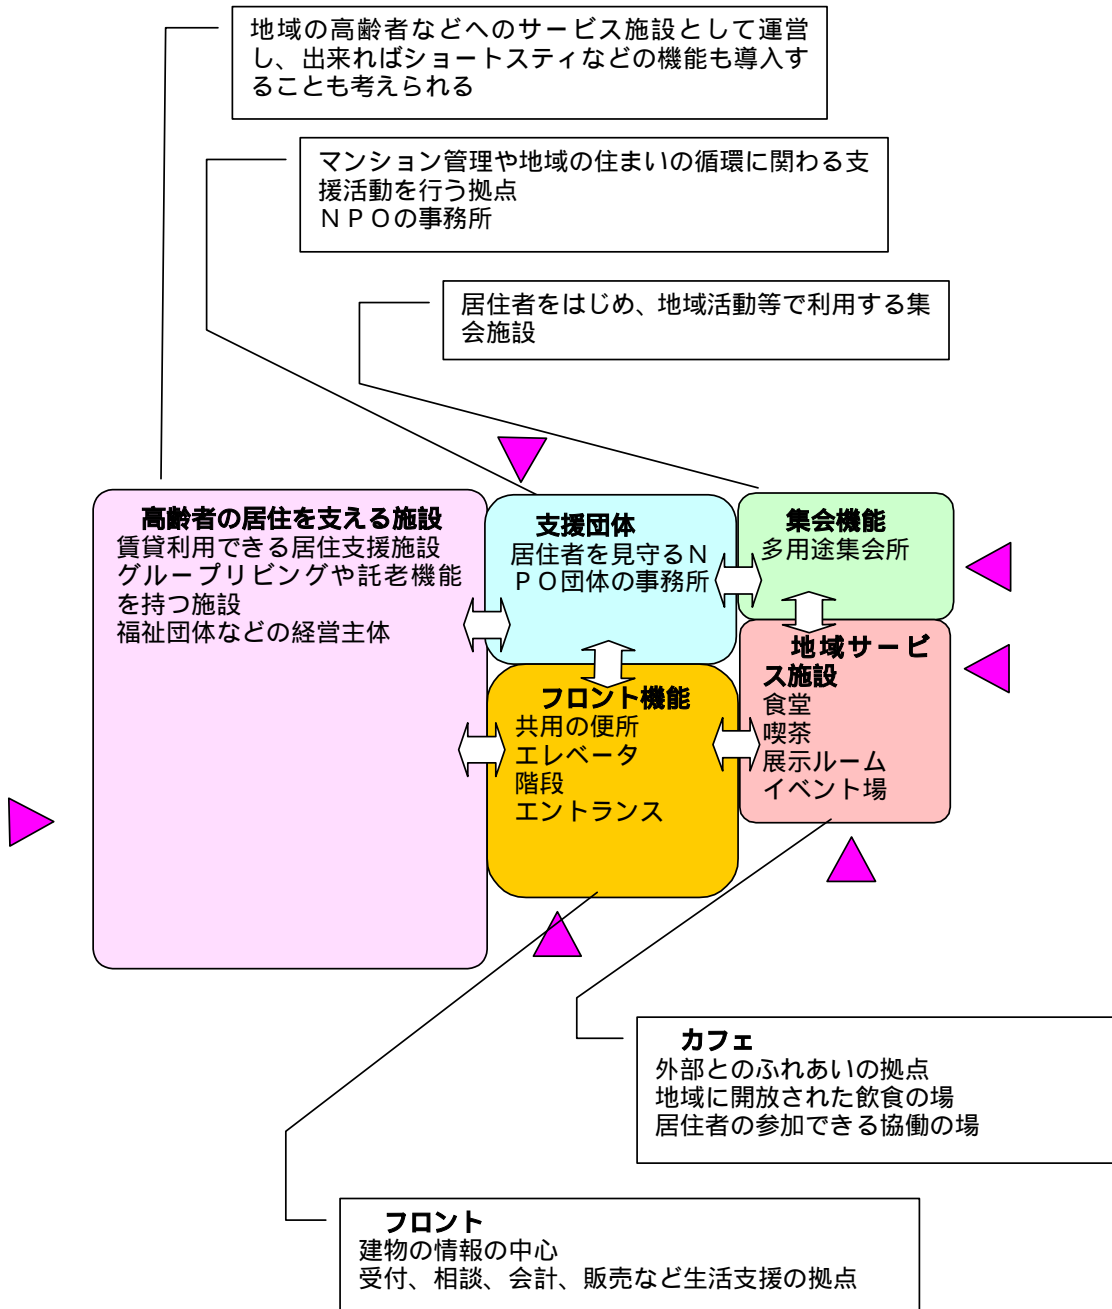 地域の高齢者などへのサービス施設として運営
し、出来ればショートスティなどの機能も導入す
ることも考えられる
マンション管理や地域の住まいの循環に関わる支
援活動を行う拠点
ＮＰＯの事務所
居住者をはじめ、地域活動等で利用する集
会施設
高齢者の居住を支える施設
賃貸利用できる居住支援施設
グループリビングや託老機能
を持つ施設
福祉団体などの経営主体
支援団体
居住者を見守るＮ
ＰＯ団体の事務所
集会機能
多用途集会所
フロント機能
共用の便所
エレベータ
階段
エントランス
地域サービ
ス施設
食堂
喫茶
展示ルーム
イベント場
カフェ
外部とのふれあいの拠点
地域に開放された飲食の場
居住者の参加できる協働の場
フロント
建物の情報の中心
受付、相談、会計、販売など生活支援の拠点